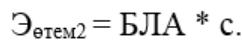 Эөтем2 = БЛА * с.